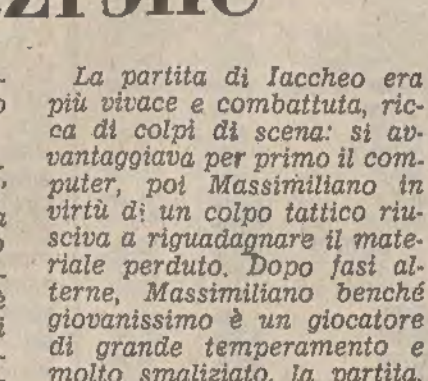 La partita di Iaccheo era
più vivace e combattuta, ric-
ca di colpi di scena: si av-
vantaggiava per primo il com-
puter, poi Massimiliano in
virtù di un colpo tattico riu-
sciva a riguadagnare il mate-
riale perduto. Dopo fasi al-
terne, Massimiliano benché
giovanissimo è un giocatore
di grande temperamento e
molto smaliziato, la partita,